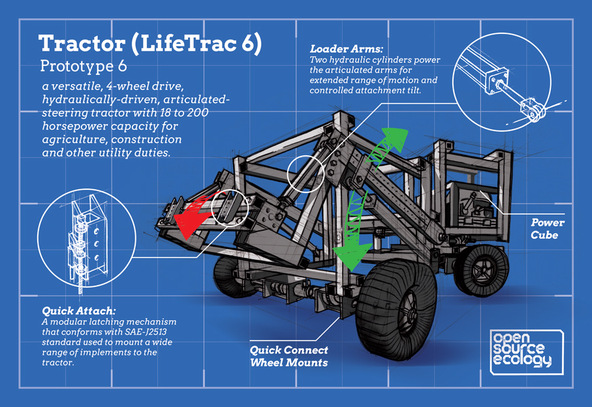 Tractor (LifeTrac 6)
Prototype 6
a versatile, 4-wheel drive,
hydraulically-driven, articulated-
steering tractor with 18 to 200
horsepower capacity for
agriculture, construction
and other utility duties.
Loader Arms:
Two hydraulic cylinders power
the articulated arms for
extended range of motion and
controlled attachment tilt.
Power
Cube
Quick Attach:
A modular latching mechanism
that conforms with SAE-J2513
standard used to mount a wide
range of implements to the
tractor.
Quick Connect
Wheel Mounts
open
source
ecology